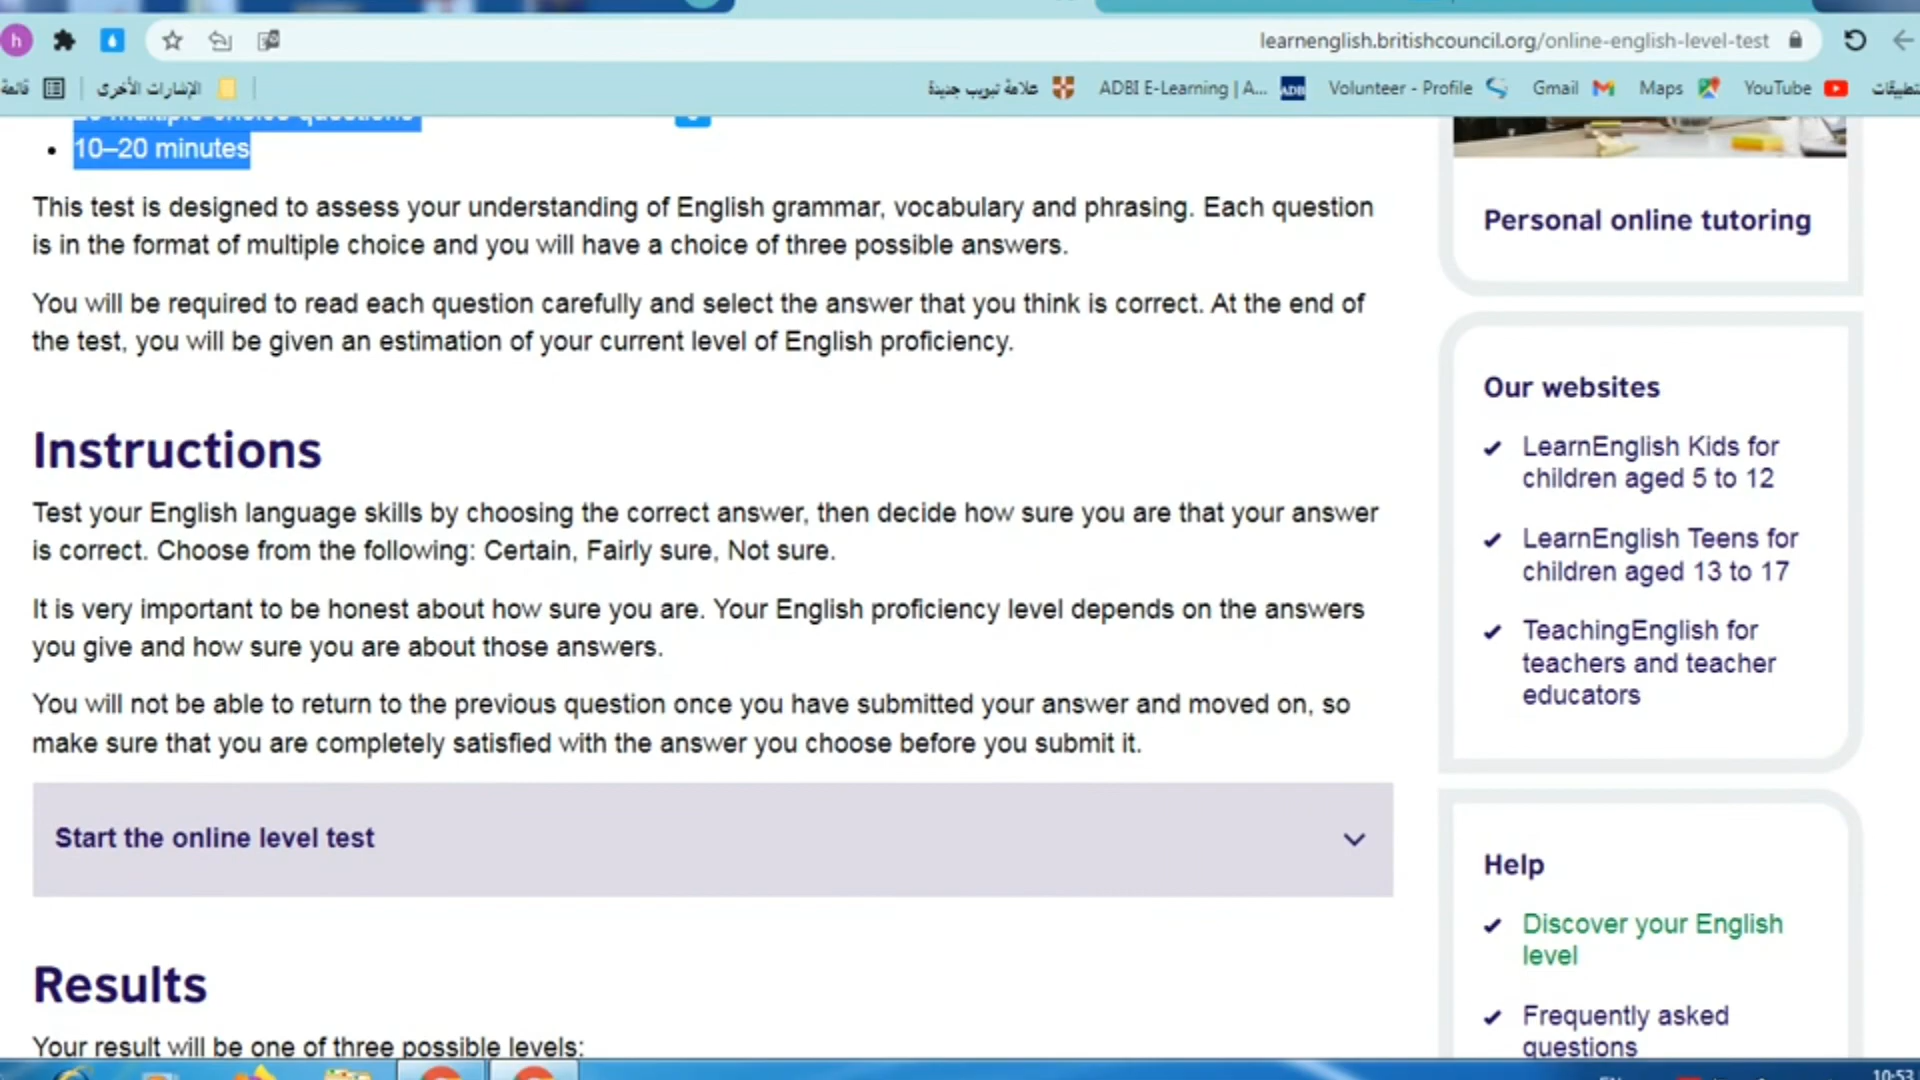 h
learnenglish.britishcouncil.org/online-english-level-test
قائمة
الإشارات الأخرى
علامة تبويب جديدة
ADBI E-Learning | A...
ADB
Volunteer - Profile
Gmail
Maps
YouTube
10–20 minutes
This test is designed to assess your understanding of English grammar, vocabulary and phrasing. Each question
is in the format of multiple choice and you will have a choice of three possible answers.
You will be required to read each question carefully and select the answer that you think is correct. At the end of
the test, you will be given an estimation of your current level of English proficiency.
Instructions
Test your English language skills by choosing the correct answer, then decide how sure you are that your answer
is correct. Choose from the following: Certain, Fairly sure, Not sure.
It is very important to be honest about how sure you are. Your English proficiency level depends on the answers
you give and how sure you are about those answers.
You will not be able to return to the previous question once you have submitted your answer and moved on, so
make sure that you are completely satisfied with the answer you choose before you submit it.
Start the online level test
Results
Your result will be one of three possible levels:
Personal online tutoring
Our websites
LearnEnglish Kids for
children aged 5 to 12
LearnEnglish Teens for
children aged 13 to 17
TeachingEnglish for
teachers and teacher
educators
Help
Discover your English
level
Frequently asked
questions
10:53